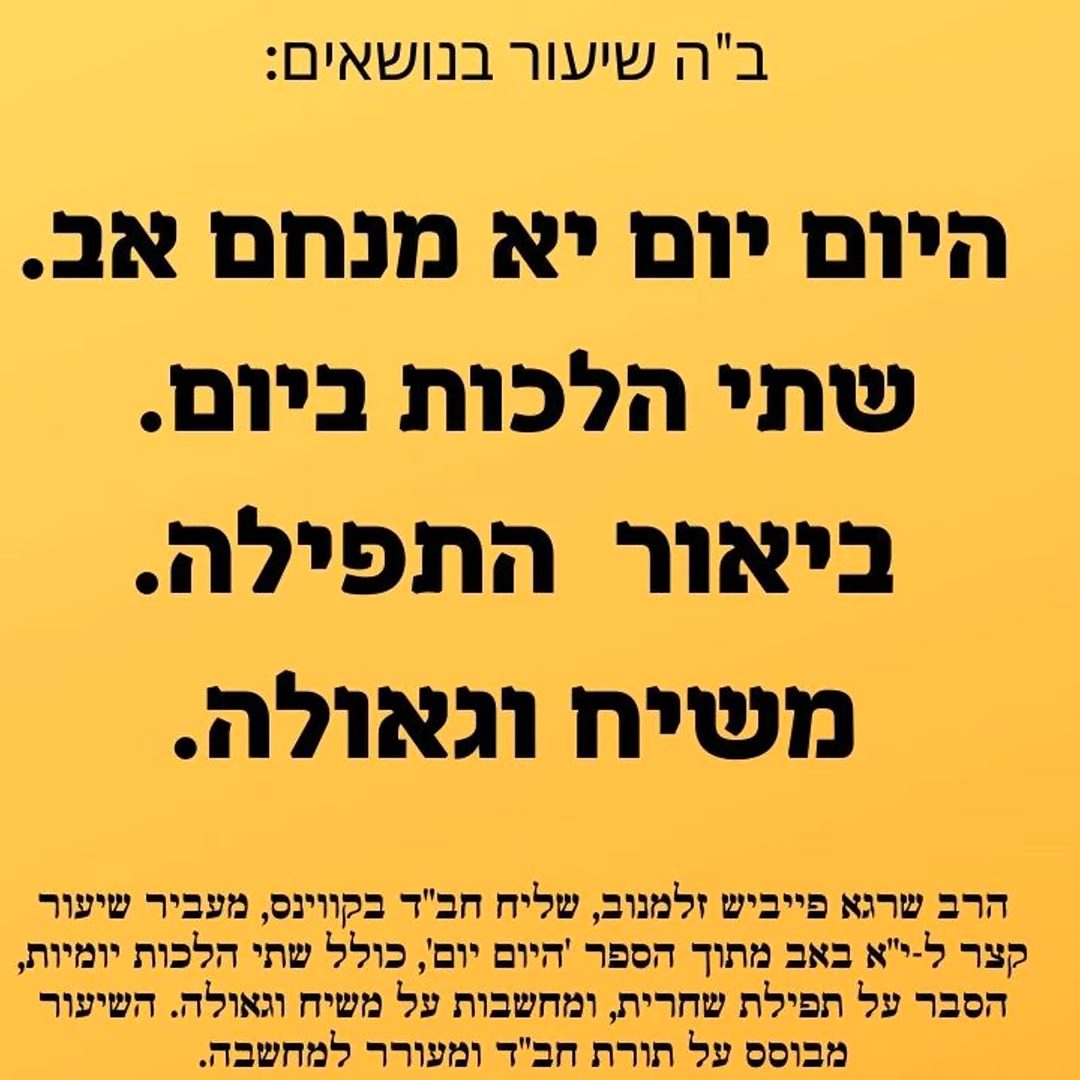 ב"ה שיעור בנושאים:
היום יום יא מנחם אב.
שתי הלכות ביום.
ביאור התפילה.
משיח וגאולה.
הרב שרגא פייביש זלמנוב, שליח חב"ד בקווינס, מעביר שיעור
קצר ל-י"א באב מתוך הספר 'היום יום', כולל שתי הלכות יומיות,
הסבר על תפילת שחרית, ומחשבות על משיח וגאולה. השיעור
מבוסס על תורת חב"ד ומעורר למחשבה.